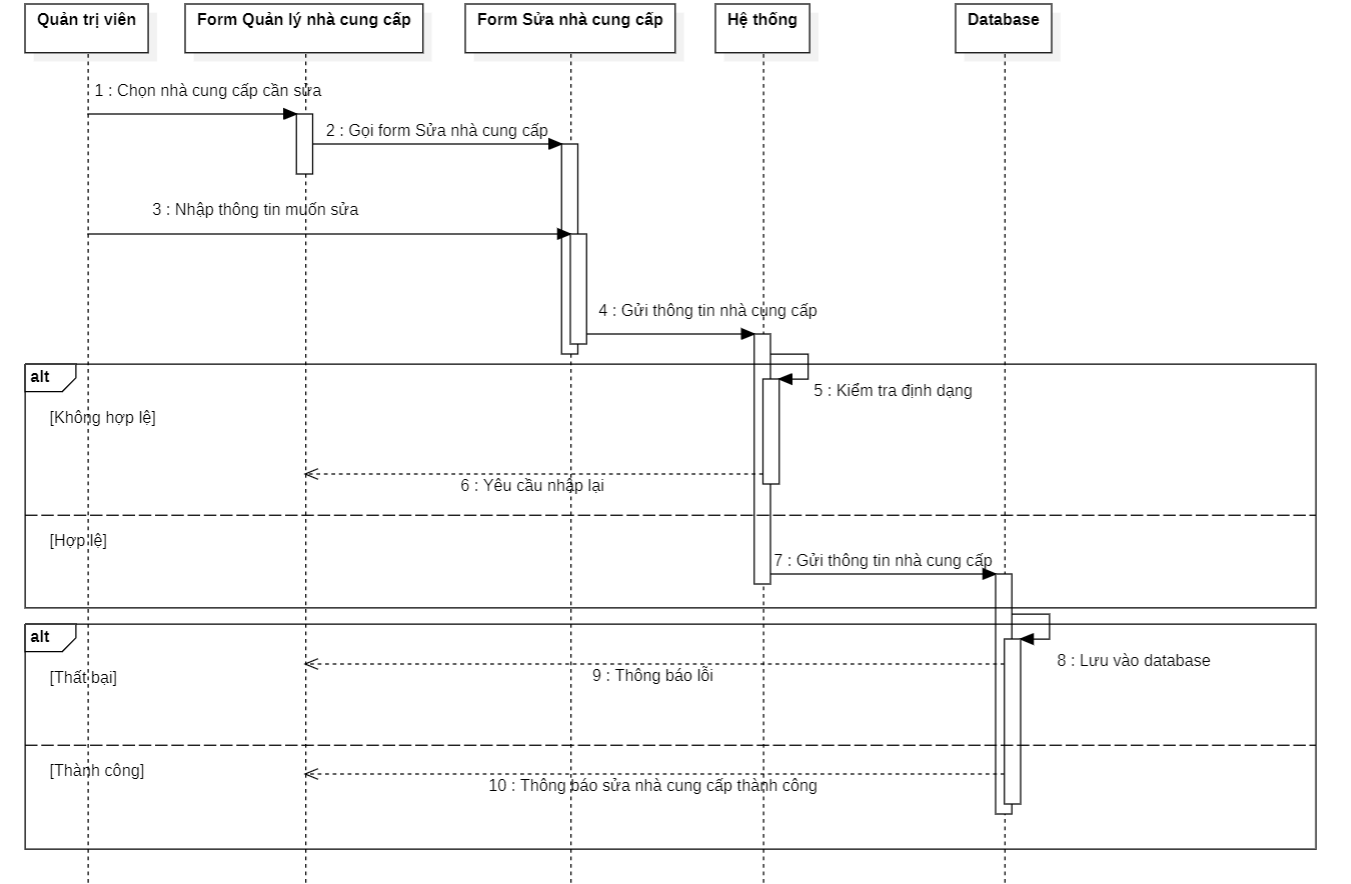 Quản trị viên
Form Quản lý nhà cung cấp
Form Sửa nhà cung cấp
Hệ thống
Database
1 : Chọn nhà cung cấp cần sửa
2 : Gọi form Sửa nhà cung cấp
3 : Nhập thông tin muốn sửa
4 : Gửi thông tin nhà cung cấp
alt
5 : Kiểm tra định dạng
[Không hợp lệ]
6 : Yêu cầu nhập lại
[Hợp lệ]
7 : Gửi thông tin nhà cung cấp
alt
8 : Lưu vào database
[Thất bại]
9 : Thông báo lỗi
[Thành công]
10 : Thông báo sửa nhà cung cấp thành công